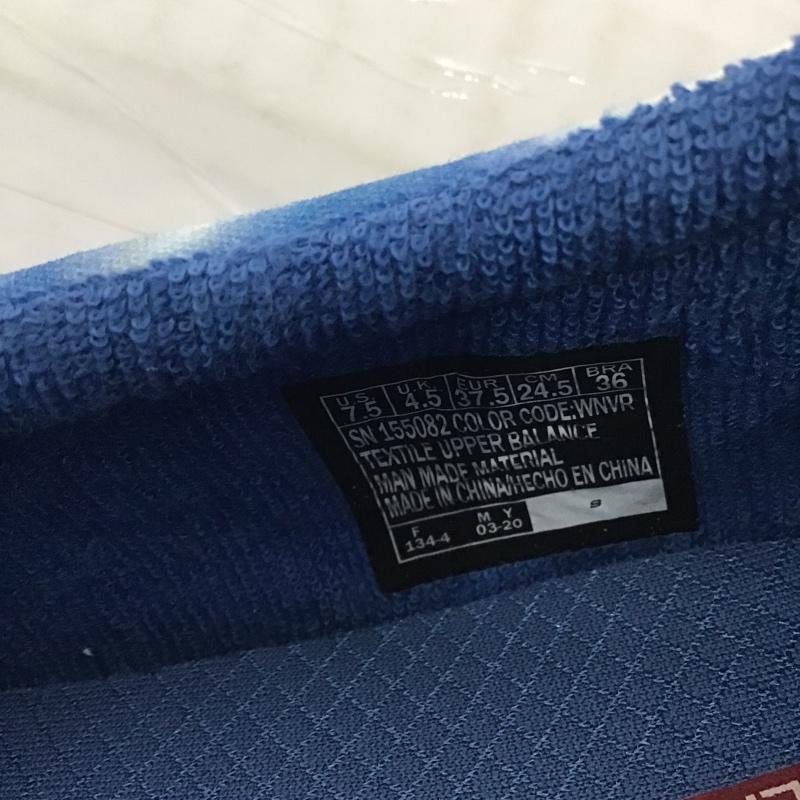 U.S. U.K. EUR CM BRA
7.5 4.5 37.5 24.5 36
SN 155082 COLOR CODE:WNVR
TEXTILE UPPER BALANCE
MAN MADE MATERIAL
MADE IN CHINA/HECHO EN CHINA
F M Y
134-4 03-20